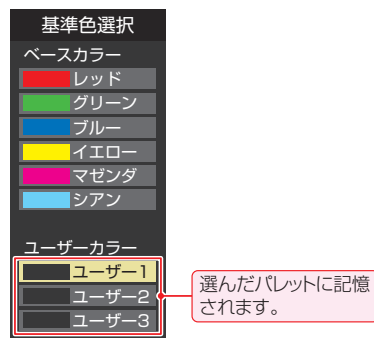 基準色選択
ベースカラー
レッド
グリーン
ブルー
イエロー
マゼンダ
シアン
ユーザーカラー
ユーザー1
ユーザー2
ユーザー3
選んだパレットに記憶
されます。